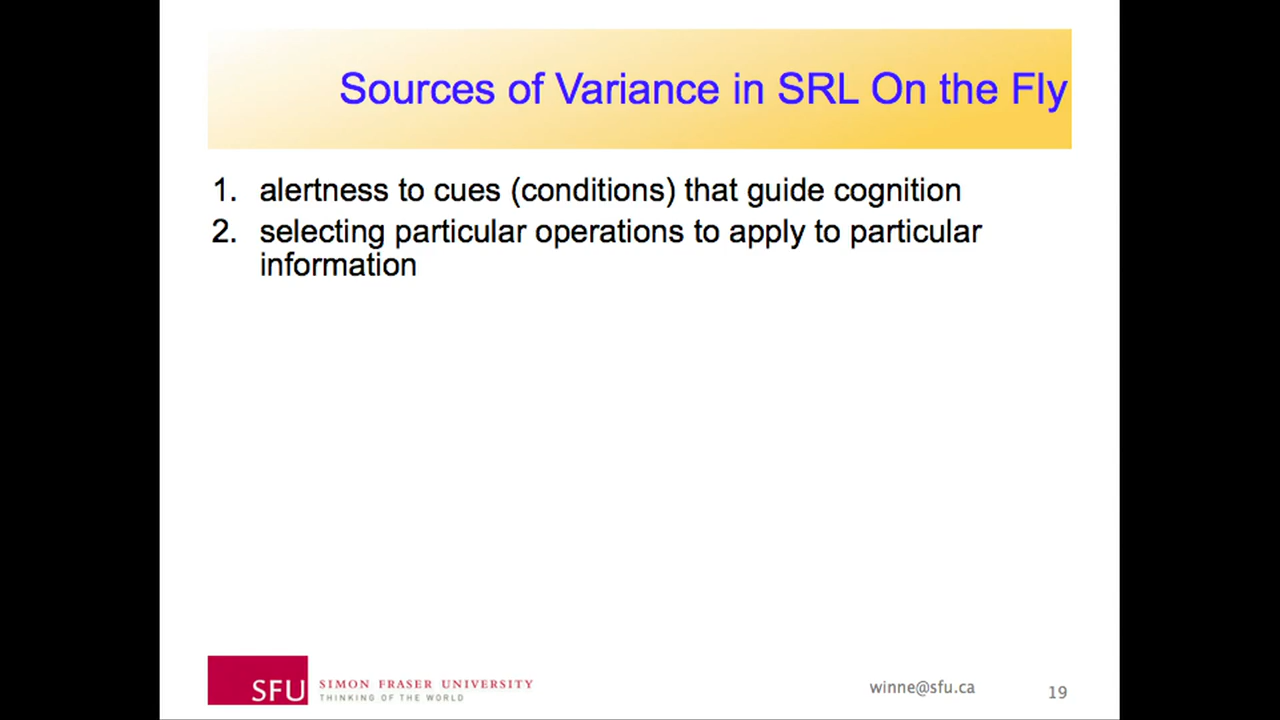 Sources of Variance in SRL On the Fly
1. alertness to cues (conditions) that guide cognition
2. selecting particular operations to apply to particular
information
SFU
SIMON FRASER UNIVERSITY
THINKING OF THE WORLD
winne@sfu.ca
19